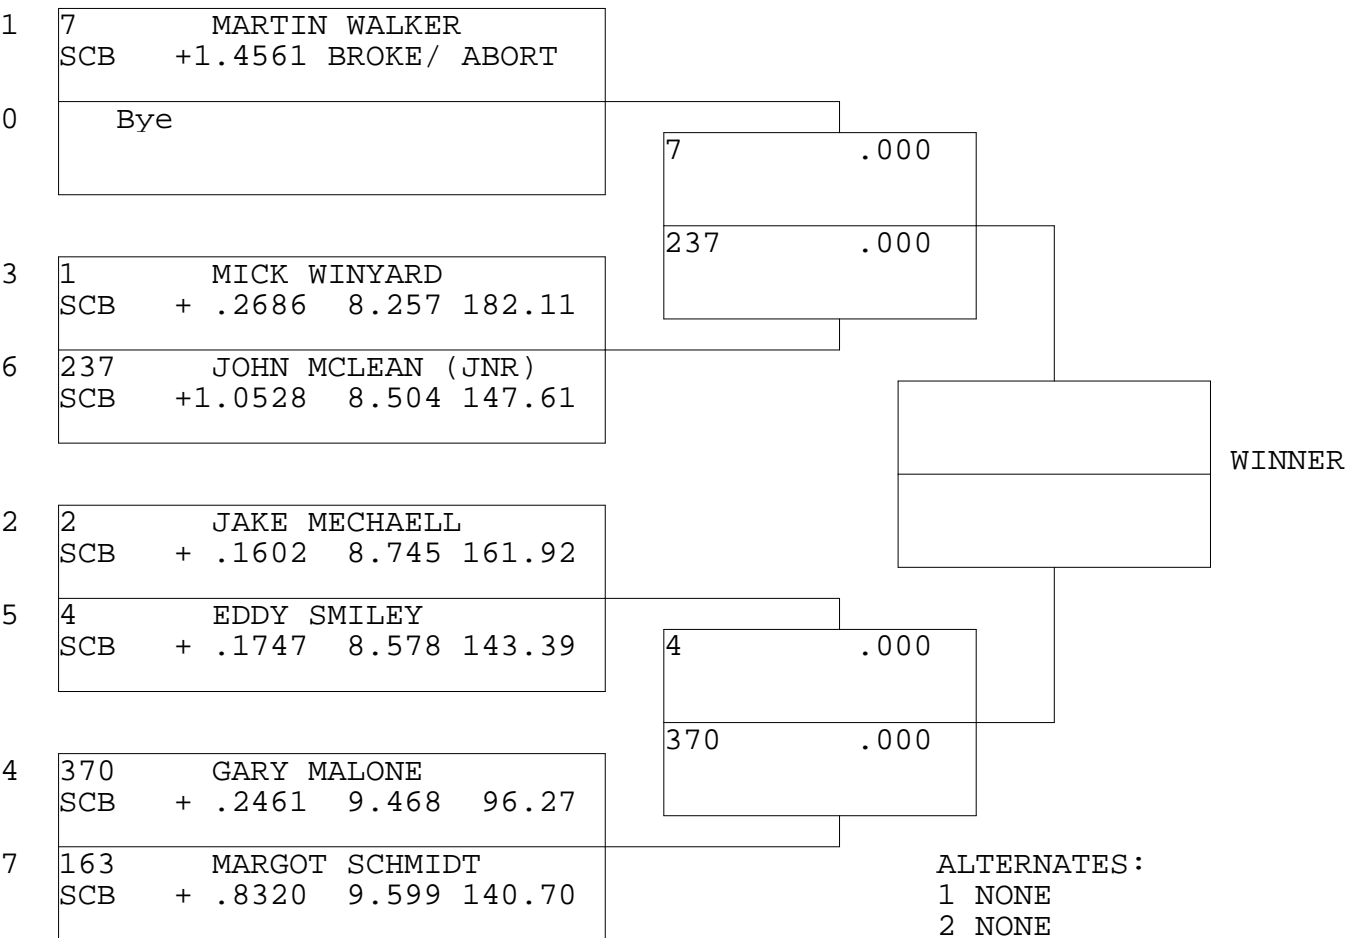 1 7 MARTIN WALKER
SCB +1.4561 BROKE/ ABORT
0 Bye
7 .000
237 .000
3 1 MICK WINYARD
SCB + .2686 8.257 182.11
6 237 JOHN MCLEAN (JNR)
SCB +1.0528 8.504 147.61
WINNER
2 2 JAKE MECHAELL
SCB + .1602 8.745 161.92
5 4 EDDY SMILEY
SCB + .1747 8.578 143.39
4 .000
370 .000
4 370 GARY MALONE
SCB + .2461 9.468 96.27
7 163 MARGOT SCHMIDT
SCB + .8320 9.599 140.70
ALTERNATES:
1 NONE
2 NONE